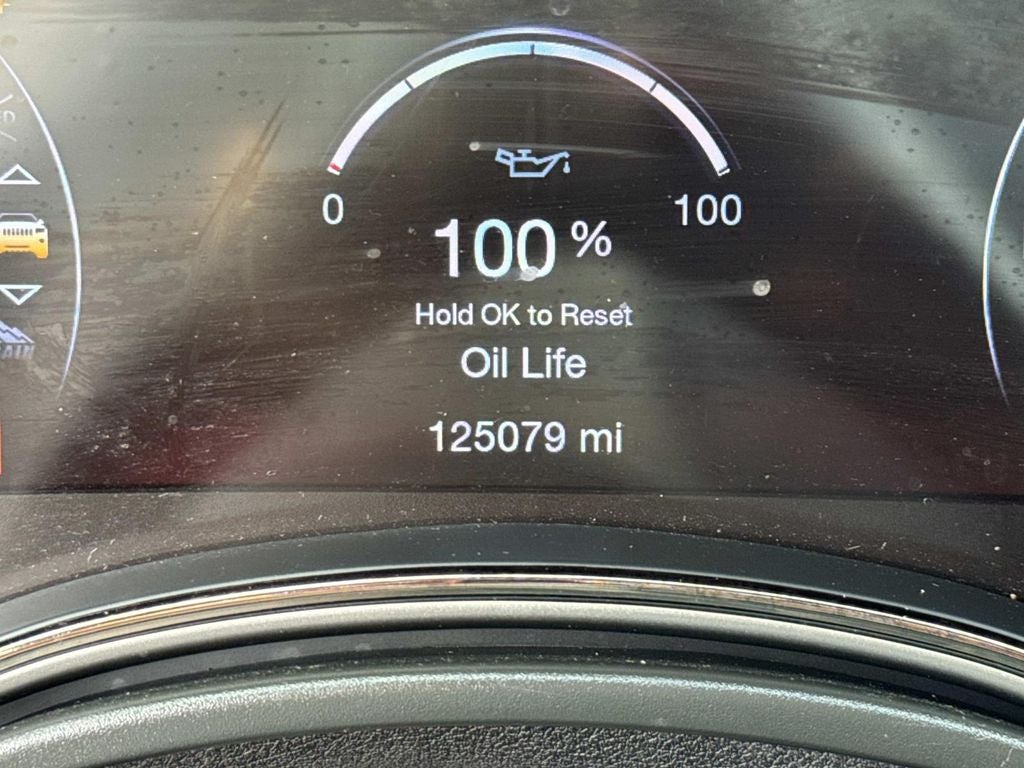 0
100
100 %
Hold OK to Reset
Oil Life
125079 mi